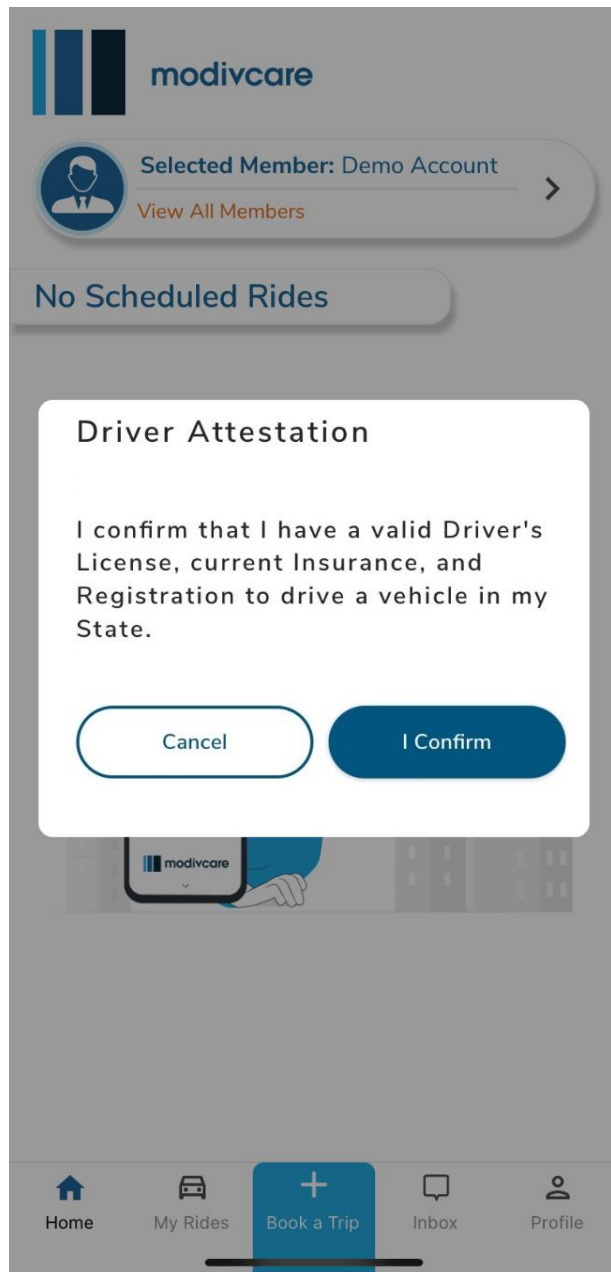 modivcare
Selected Member: Demo Account
View All Members
No Scheduled Rides
Driver Attestation
I confirm that I have a valid Driver's
License, current Insurance, and
Registration to drive a vehicle in my
State.
Cancel
I Confirm
modivcare
Home
My Rides
Book a Trip
Inbox
Profile